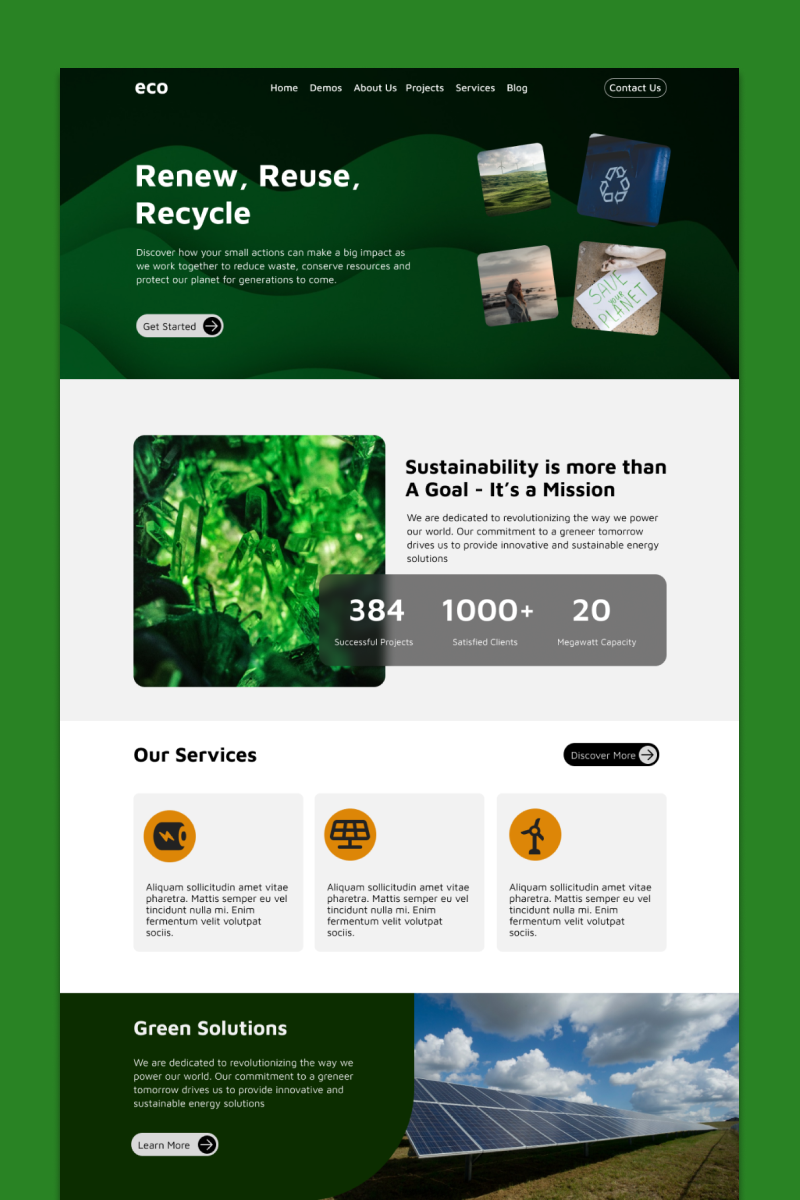 eco
Home Demos About Us Projects Services Blog
Contact Us
Renew, Reuse,
Recycle
Discover how your small actions can make a big impact as
we work together to reduce waste, conserve resources and
protect our planet for generations to come.
Get Started
SAVE
YOUR
PLANET
Sustainability is more than
A Goal - It’s a Mission
We are dedicated to revolutionizing the way we power
our world. Our commitment to a greneer tomorrow
drives us to provide innovative and sustainable energy
solutions
384
Successful Projects
1000+
Satisfied Clients
20
Megawatt Capacity
Our Services
Discover More
Aliquam sollicitudin amet vitae
pharetra. Mattis semper eu vel
tincidunt nulla mi. Enim
fermentum velit volutpat
sociis.
Aliquam sollicitudin amet vitae
pharetra. Mattis semper eu vel
tincidunt nulla mi. Enim
fermentum velit volutpat
sociis.
Aliquam sollicitudin amet vitae
pharetra. Mattis semper eu vel
tincidunt nulla mi. Enim
fermentum velit volutpat
sociis.
Green Solutions
We are dedicated to revolutionizing the way we
power our world. Our commitment to a greneer
tomorrow drives us to provide innovative and
sustainable energy solutions
Learn More